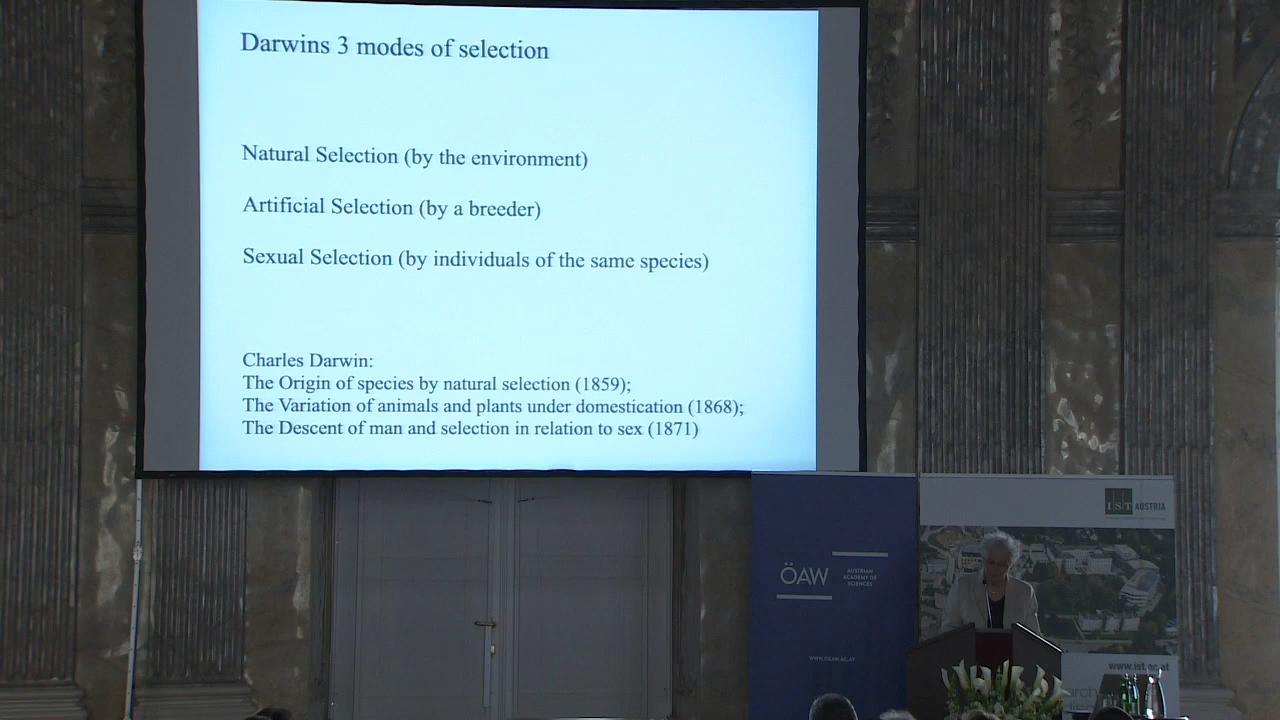 Darwins 3 modes of selection
Natural Selection (by the environment)
Artificial Selection (by a breeder)
Sexual Selection (by individuals of the same species)
Charles Darwin:
The Origin of species by natural selection (1859);
The Variation of animals and plants under domestication (1868);
The Descent of man and selection in relation to sex (1871)
IST AUSTRIA
ÖAW
AUSTRIAN
ACADEMY OF
SCIENCES
WWW.OEAW.AC.AT
www.ist.ac.at